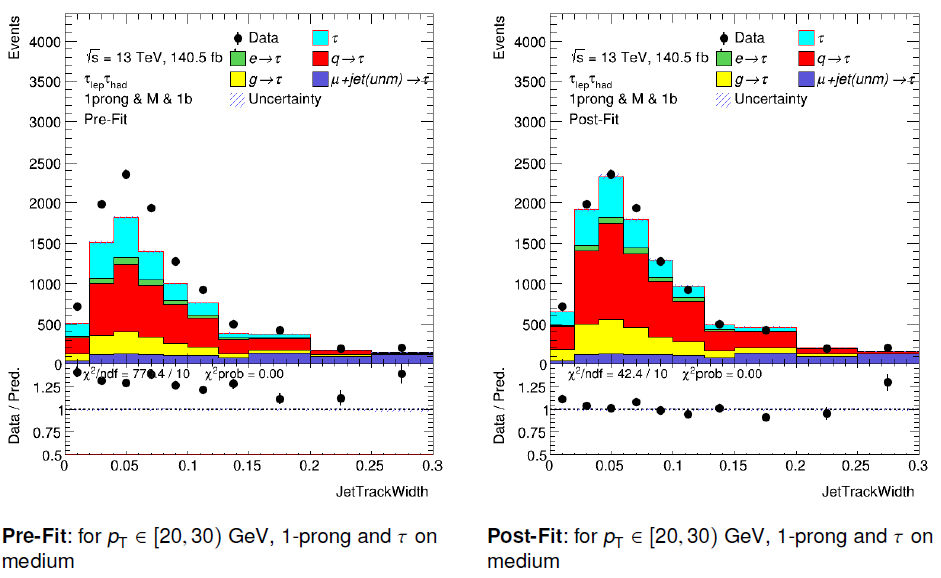 Events
4000
3500
3000
2500
2000
1500
1000
500
0
Data
τ
√s = 13 TeV, 140.5 fb
e→τ
q→τ
τlepτhad
g→τ
μ+jet(unm)→τ
1prong & M & 1b
Uncertainty
Pre-Fit
Data / Pred.
χ²/ndf = 770.4 / 10 χ²prob = 0.00
1.25
1
0.75
0.5
0 0.05 0.1 0.15 0.2 0.25 0.3
JetTrackWidth
Pre-Fit: for pT ∈ [20, 30) GeV, 1-prong and τ on
medium
Events
4000
3500
3000
2500
2000
1500
1000
500
0
Data
τ
√s = 13 TeV, 140.5 fb
e→τ
q→τ
τlepτhad
g→τ
μ+jet(unm)→τ
1prong & M & 1b
Uncertainty
Post-Fit
Data / Pred.
χ²/ndf = 42.4 / 10 χ²prob = 0.00
1.25
1
0.75
0.5
0 0.05 0.1 0.15 0.2 0.25 0.3
JetTrackWidth
Post-Fit: for pT ∈ [20, 30) GeV, 1-prong and τ on
medium